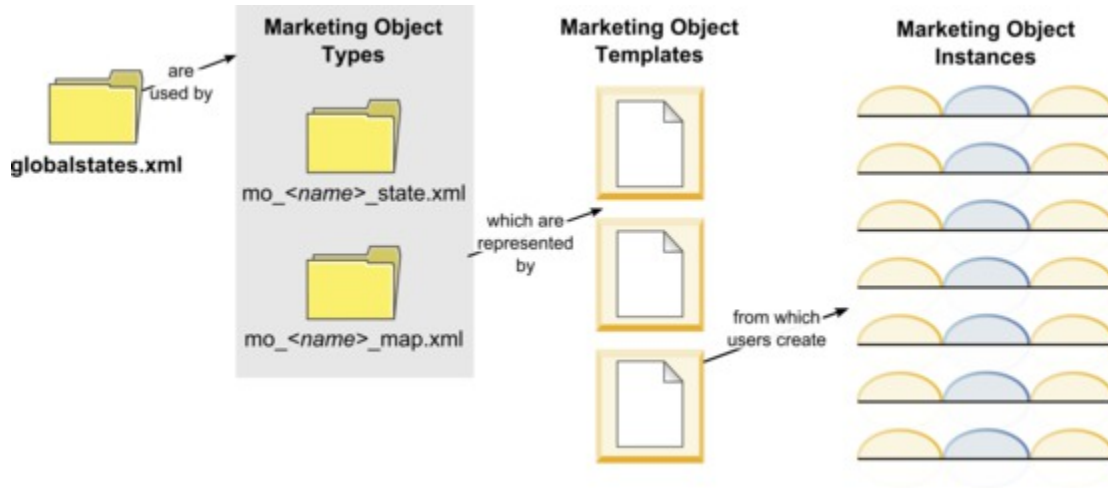 globalstates.xml
are
used by
Marketing Object
Types
mo_<name>_state.xml
mo_<name>_map.xml
which are
represented
by
Marketing Object
Templates
from which
users create
Marketing Object
Instances